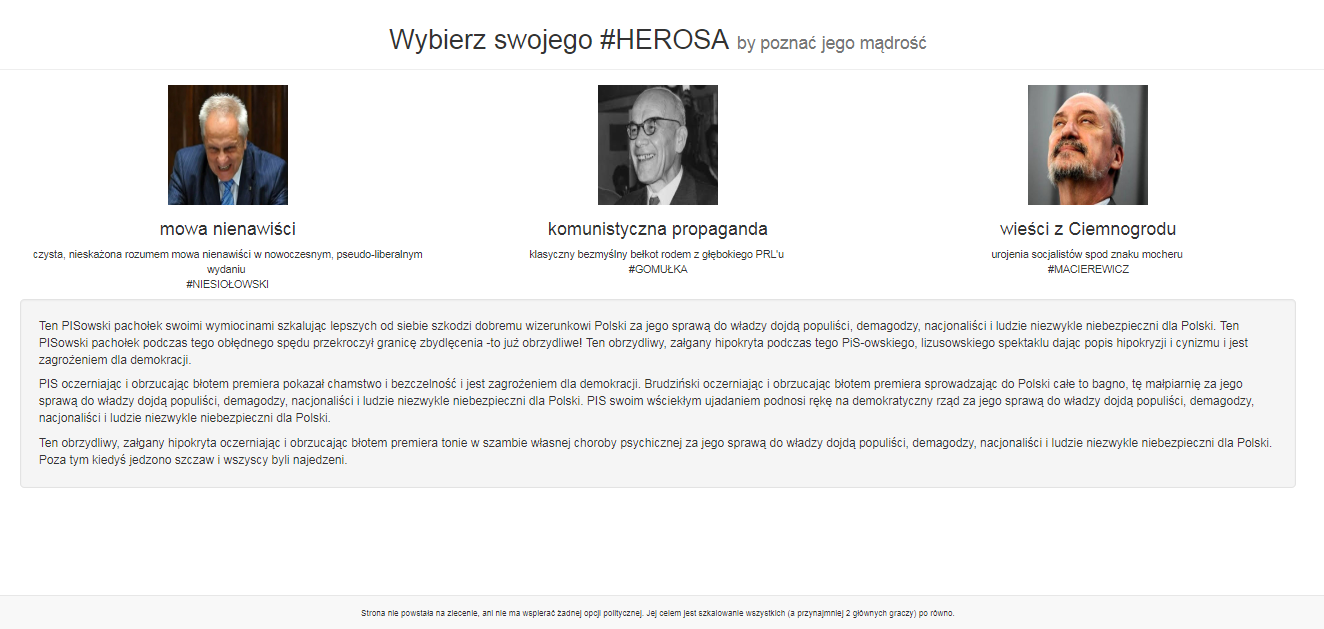 Wybierz swojego #HEROSA by poznać jego mądrość
mowa nienawiści
czysta, nieskażona rozumem mowa nienawiści w nowoczesnym, pseudo-liberalnym
wydaniu
#NIESIOŁOWSKI
komunistyczna propaganda
klasyczny bezmyślny bełkot rodem z głębokiego PRL'u
#GOMUŁKA
wieści z Ciemnogrodu
urojenia socjalistów spod znaku mocheru
#MACIEREWICZ
Ten PISowski pachołek swoimi wymiocinami szkalując lepszych od siebie szkodzi dobremu wizerunkowi Polski za jego sprawą do władzy dojdą populiści, demagodzy, nacjonaliści i ludzie niezwykle niebezpieczni dla Polski. Ten
PISowski pachołek podczas tego obłędnego spędu przekroczył granicę zbydlęcenia -to już obrzydliwe! Ten obrzydliwy, załgany hipokryta podczas tego PiS-owskiego, lizusowskiego spektaklu dając popis hipokryzji i cynizmu i jest
zagrożeniem dla demokracji.
PIS oczerniając i obrzucając błotem premiera pokazał chamstwo i bezczelność i jest zagrożeniem dla demokracji. Brudziński oczerniając i obrzucając błotem premiera sprowadzając do Polski całe to bagno, tę małpiarnię za jego
sprawą do władzy dojdą populiści, demagodzy, nacjonaliści i ludzie niezwykle niebezpieczni dla Polski. PIS swoim wściekłym ujadaniem podnosi rękę na demokratyczny rząd za jego sprawą do władzy dojdą populiści, demagodzy,
nacjonaliści i ludzie niezwykle niebezpieczni dla Polski.
Ten obrzydliwy, załgany hipokryta oczerniając i obrzucając błotem premiera tonie w szambie własnej choroby psychicznej za jego sprawą do władzy dojdą populiści, demagodzy, nacjonaliści i ludzie niezwykle niebezpieczni dla Polski.
Poza tym kiedyś jedzono szczaw i wszyscy byli najedzeni.
Strona nie powstała na zlecenie, ani nie ma wspierać żadnej opcji politycznej. Jej celem jest szkalowanie wszystkich (a przynajmniej 2 głównych graczy) po równo.